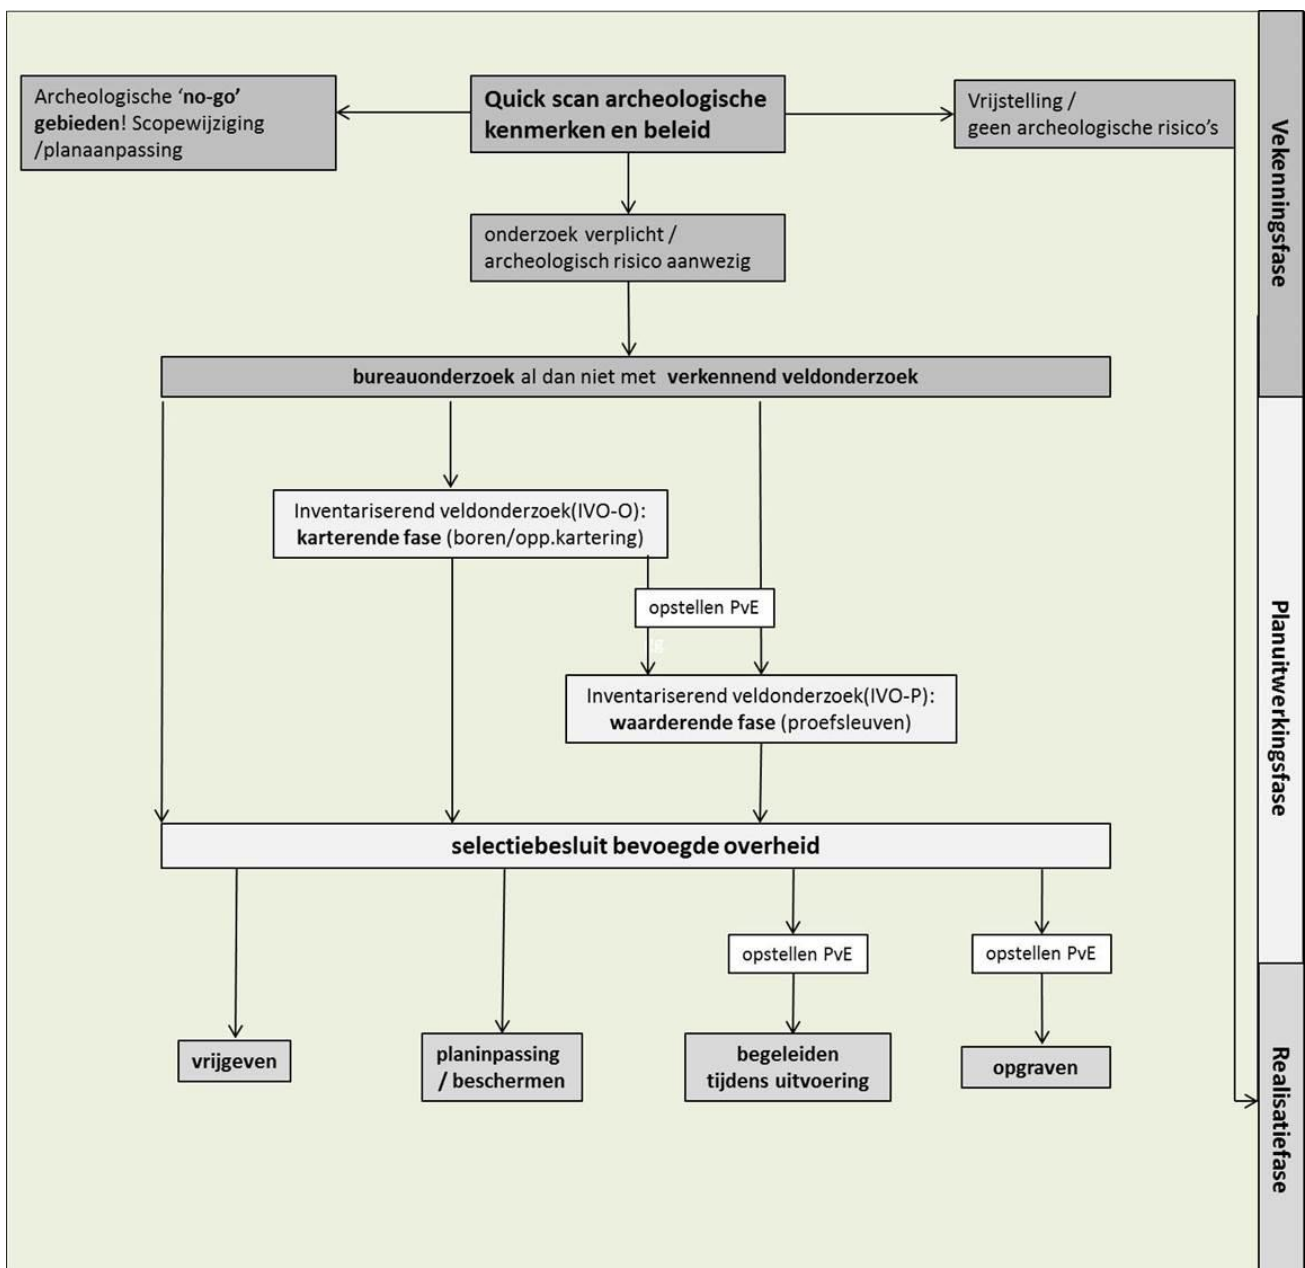 Archeologische ‘no-go’
gebieden! Scopewijziging
/planaanpassing
Quick scan archeologische
kenmerken en beleid
Vrijstelling /
geen archeologische risico’s
Vekenningsfase
onderzoek verplicht /
archeologisch risico aanwezig
bureauonderzoek al dan niet met verkennend veldonderzoek
Inventariserend veldonderzoek(IVO-O):
karterende fase (boren/opp.kartering)
opstellen PvE
Planuitwerkingsfase
Inventariserend veldonderzoek(IVO-P):
waarderende fase (proefsleuven)
selectiebesluit bevoegde overheid
opstellen PvE
opstellen PvE
vrijgeven
planinpassing
/ beschermen
begeleiden
tijdens uitvoering
opgraven
Realisatiefase